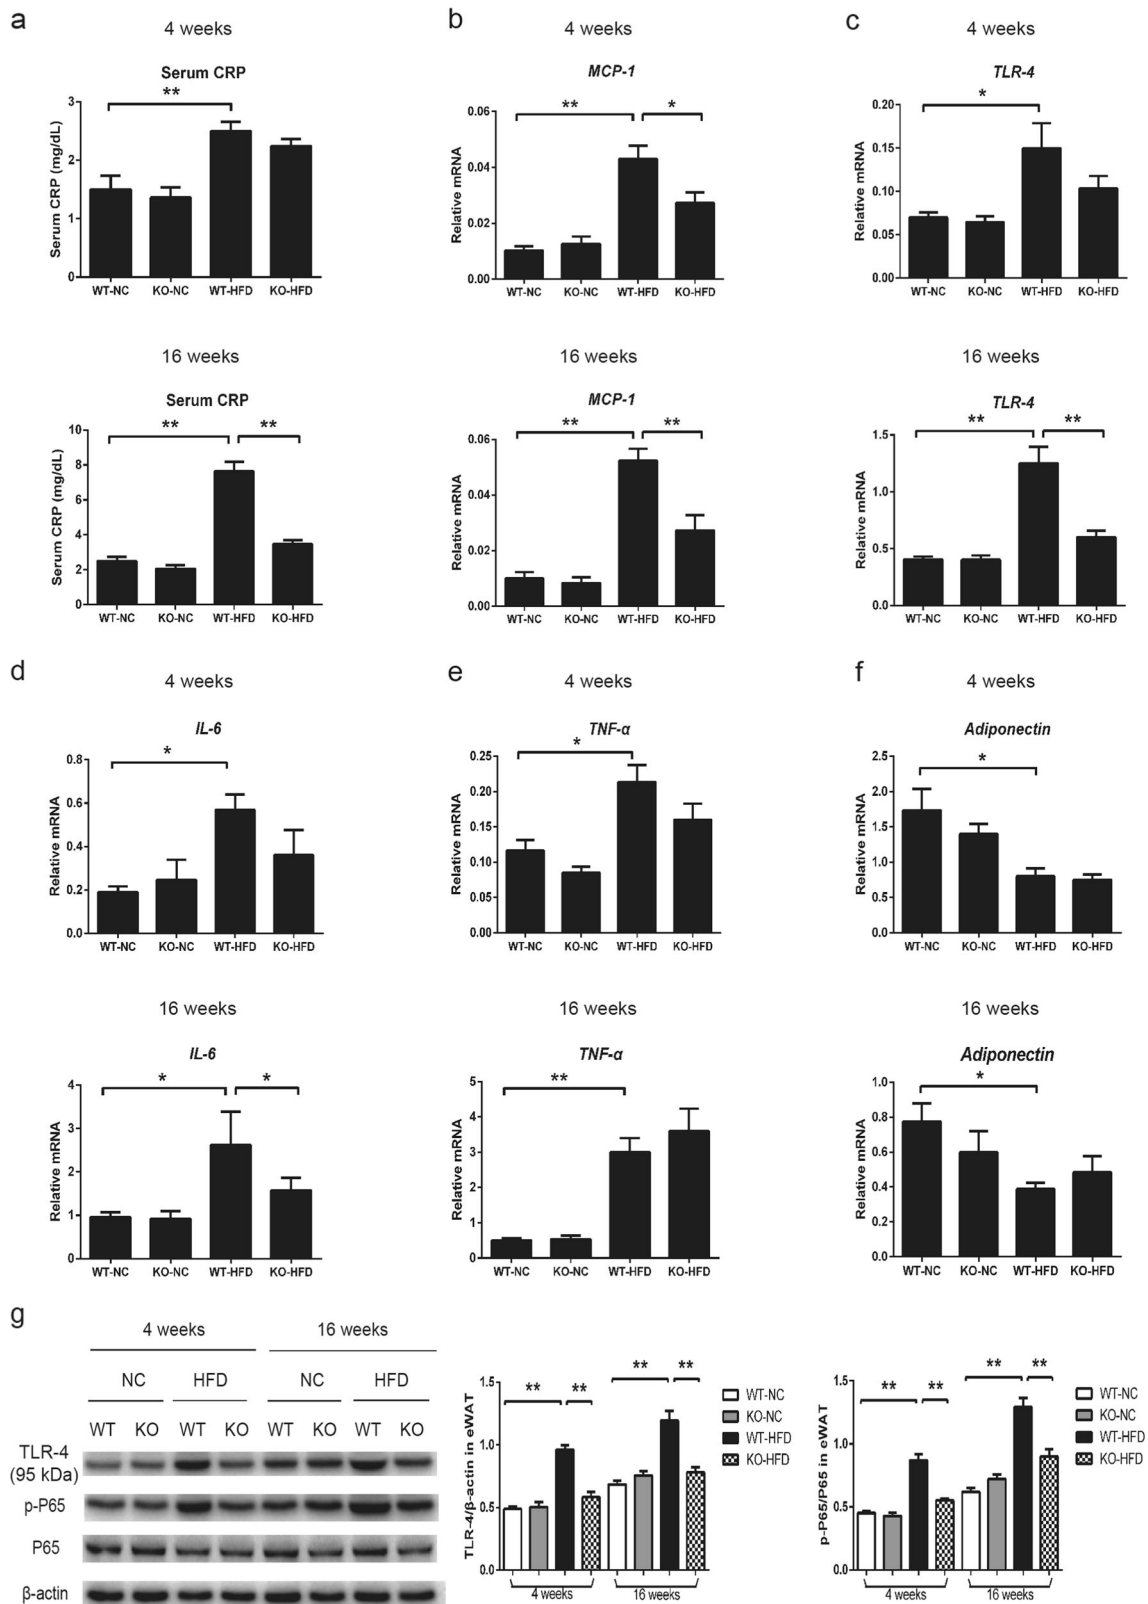 a
4 weeks
Serum CRP
**
Serum CRP (mg/dL)
3
2
1
0
WT-NC KO-NC WT-HFD KO-HFD
b
4 weeks
MCP-1
** *
Relative mRNA
0.06
0.04
0.02
0.00
WT-NC KO-NC WT-HFD KO-HFD
c
4 weeks
TLR-4
*
Relative mRNA
0.20
0.15
0.10
0.05
0.00
WT-NC KO-NC WT-HFD KO-HFD
16 weeks
Serum CRP
** **
Serum CRP (mg/dL)
10
8
6
4
2
0
WT-NC KO-NC WT-HFD KO-HFD
16 weeks
MCP-1
** **
Relative mRNA
0.06
0.04
0.02
0.00
WT-NC KO-NC WT-HFD KO-HFD
16 weeks
TLR-4
** **
Relative mRNA
1.5
1.0
0.5
0.0
WT-NC KO-NC WT-HFD KO-HFD
d
4 weeks
IL-6
*
Relative mRNA
0.8
0.6
0.4
0.2
0.0
WT-NC KO-NC WT-HFD KO-HFD
e
4 weeks
TNF-α
*
Relative mRNA
0.25
0.20
0.15
0.10
0.05
0.00
WT-NC KO-NC WT-HFD KO-HFD
f
4 weeks
Adiponectin
*
Relative mRNA
2.5
2.0
1.5
1.0
0.5
0.0
WT-NC KO-NC WT-HFD KO-HFD
16 weeks
IL-6
* *
Relative mRNA
4
3
2
1
0
WT-NC KO-NC WT-HFD KO-HFD
16 weeks
TNF-α
**
Relative mRNA
5
4
3
2
1
0
WT-NC KO-NC WT-HFD KO-HFD
16 weeks
Adiponectin
*
Relative mRNA
1.0
0.8
0.6
0.4
0.2
0.0
WT-NC KO-NC WT-HFD KO-HFD
g
4 weeks 16 weeks
NC HFD NC HFD
WT KO WT KO WT KO WT KO
TLR-4
(95 kDa)
p-P65
P65
β-actin
TLR-4/β-actin in eWAT
1.5
1.0
0.5
0.0
** ** ** **
4 weeks 16 weeks
WT-NC
KO-NC
WT-HFD
KO-HFD
p-P65/P65 in eWAT
1.5
1.0
0.5
0.0
** ** ** **
4 weeks 16 weeks
WT-NC
KO-NC
WT-HFD
KO-HFD